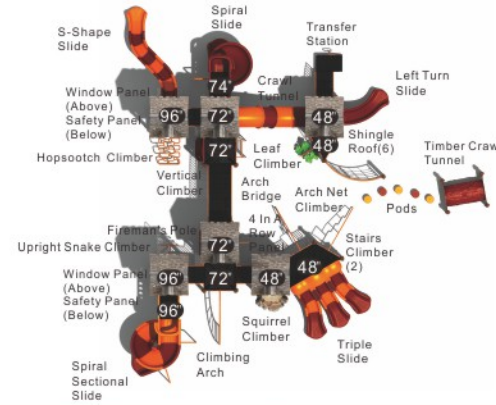 Spiral
Slide
S-Shape
Slide
Transfer
Station
74"
Crawl
Tunnel
Left Turn
Slide
Window Panel
(Above)
Safety Panel
(Below)
96"
72"
48"
Shingle
Roof(6)
Timber Craw
Tunnel
Hopsootch Climber
72"
Leaf
Climber
48"
Vertical
Climber
Arch
Bridge
Arch Net
Climber
Pods
Fireman's Pole
4 In A
Row
Panel
Stairs
Climber
(2)
Upright Snake Climber
72"
Window Panel
(Above)
Safety Panel
(Below)
96"
72"
48"
48"
96"
Squirrel
Climber
Triple
Slide
Climbing
Arch
Spiral
Sectional
Slide